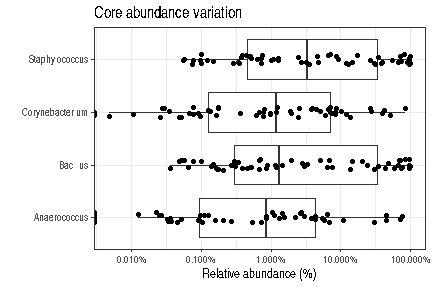 Core abundance variation
Staphy ococcus
Corynebacter um
Bac us
Anaerococcus
0.010% 0.100% 1.000% 10.000% 100.000%
Relative abundance (%)